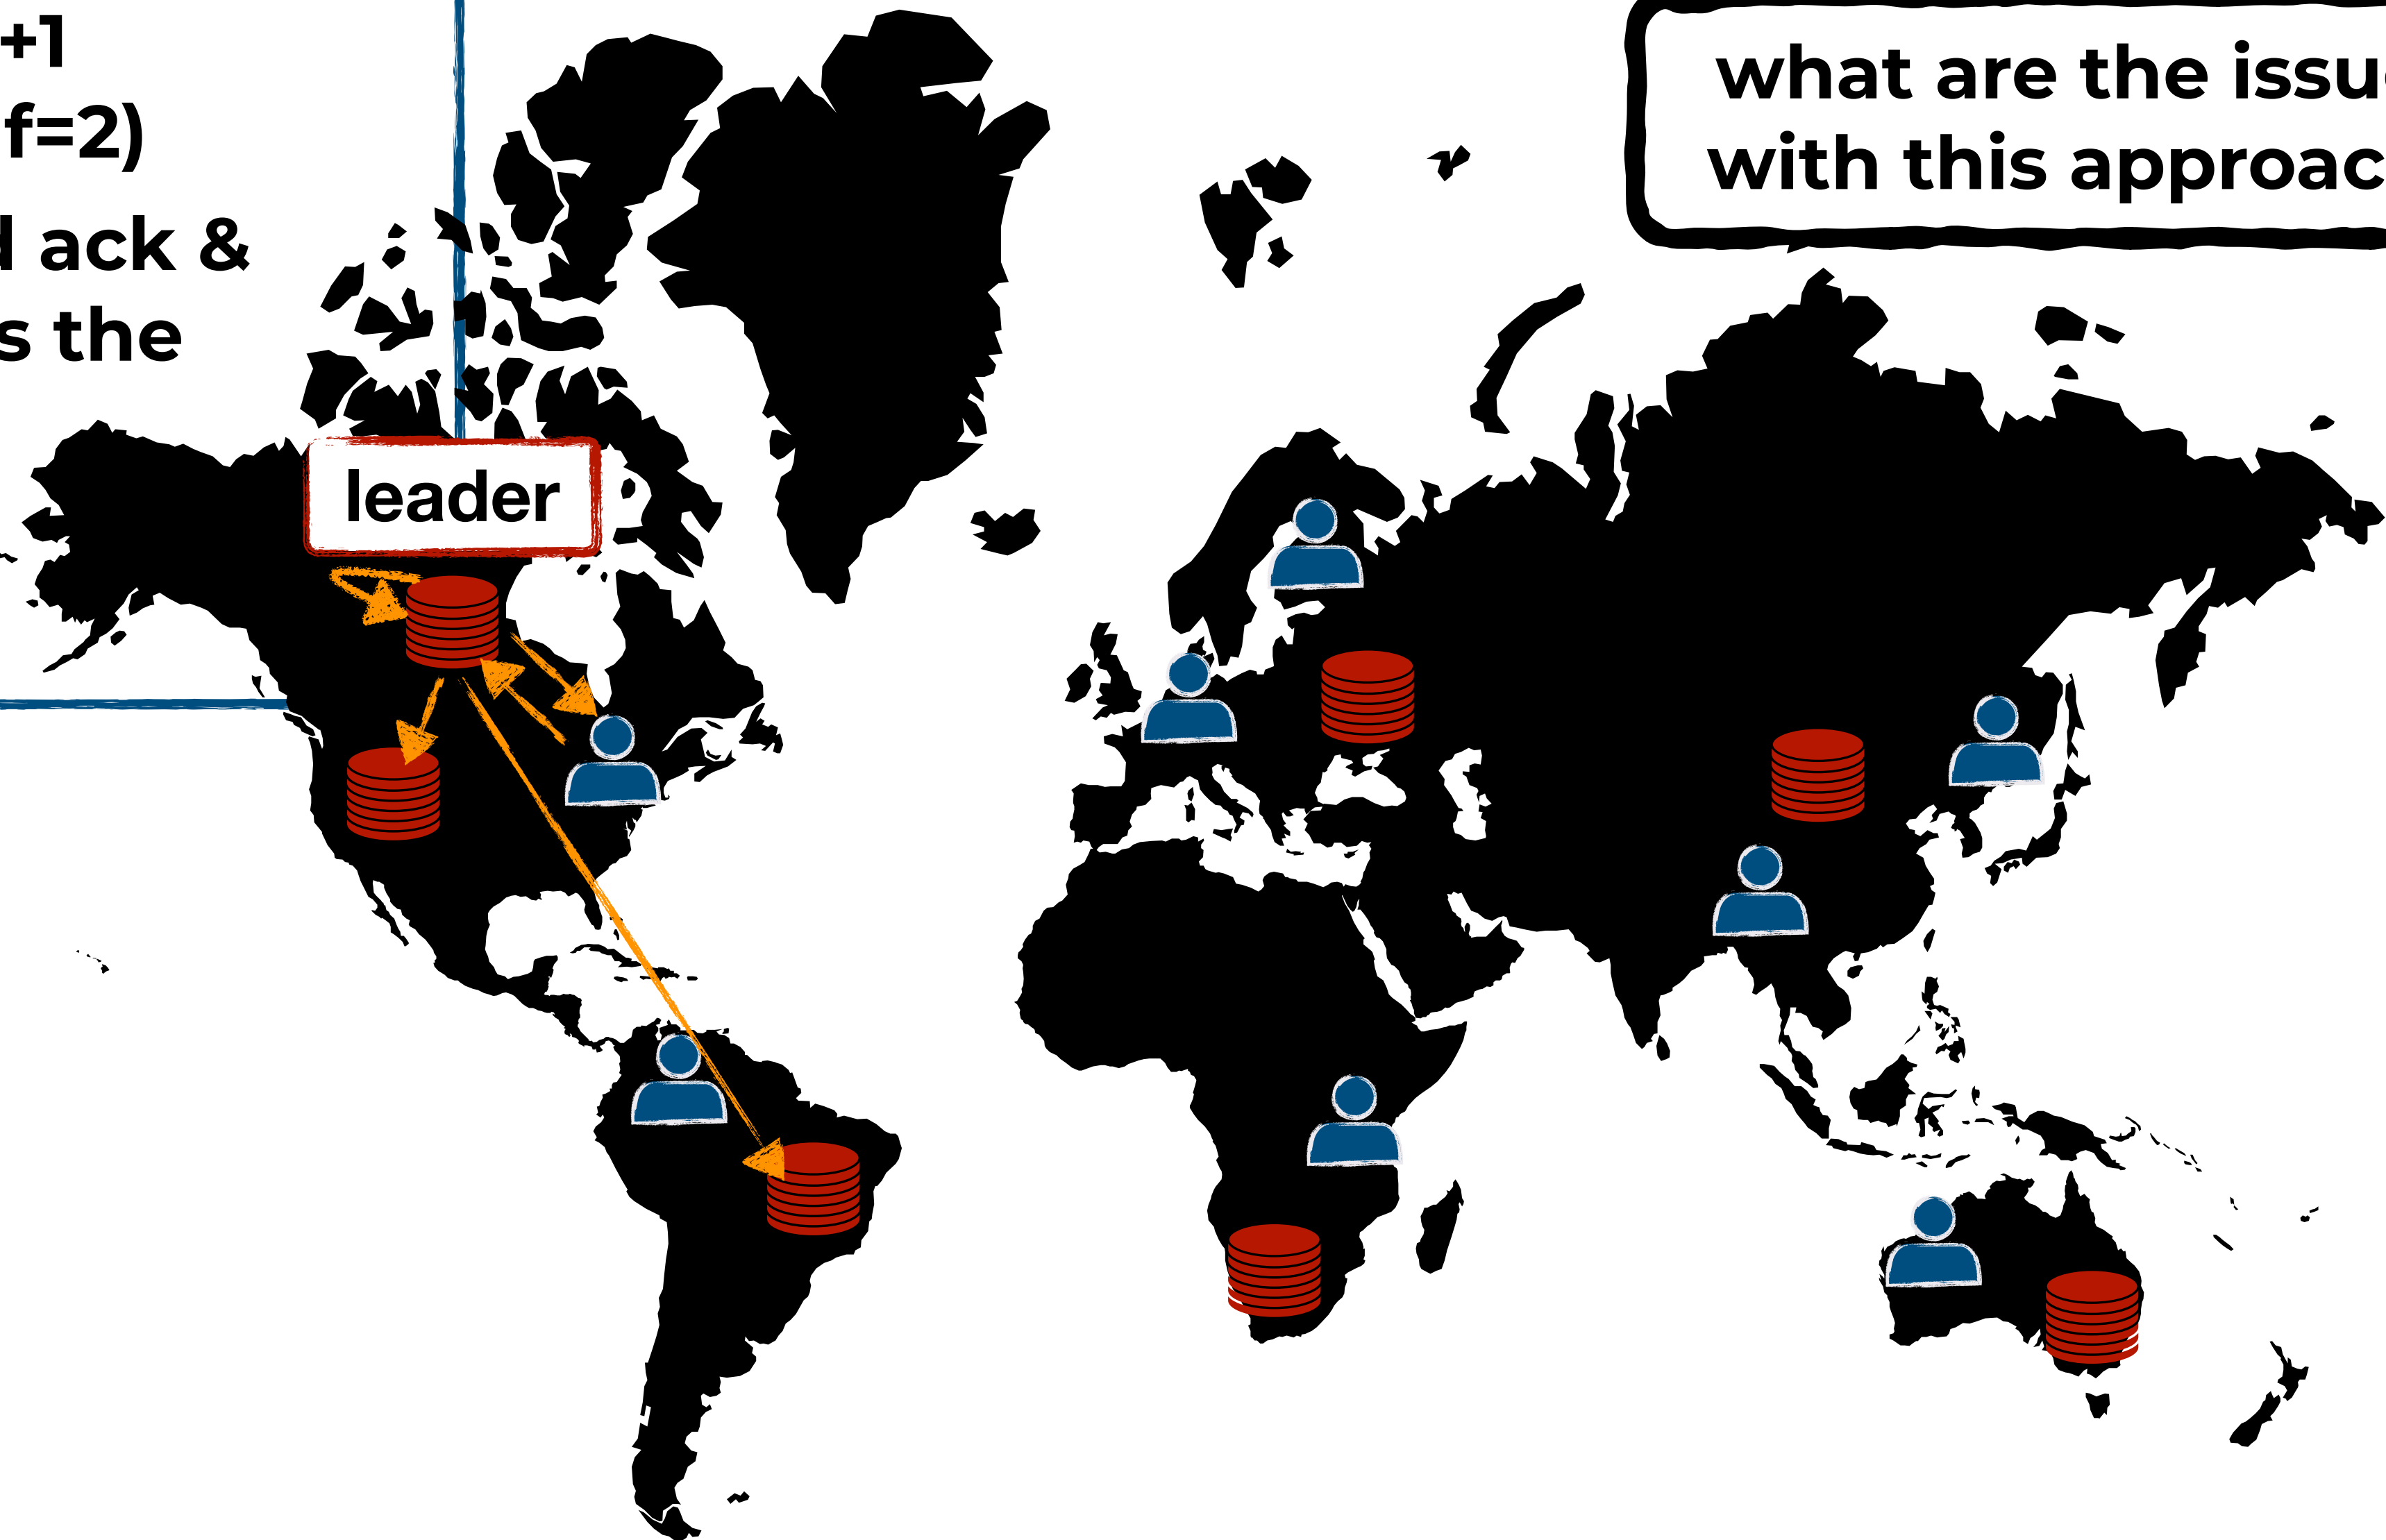 +1
f=2)
ack &
s the
what are the issu
with this approac
leader